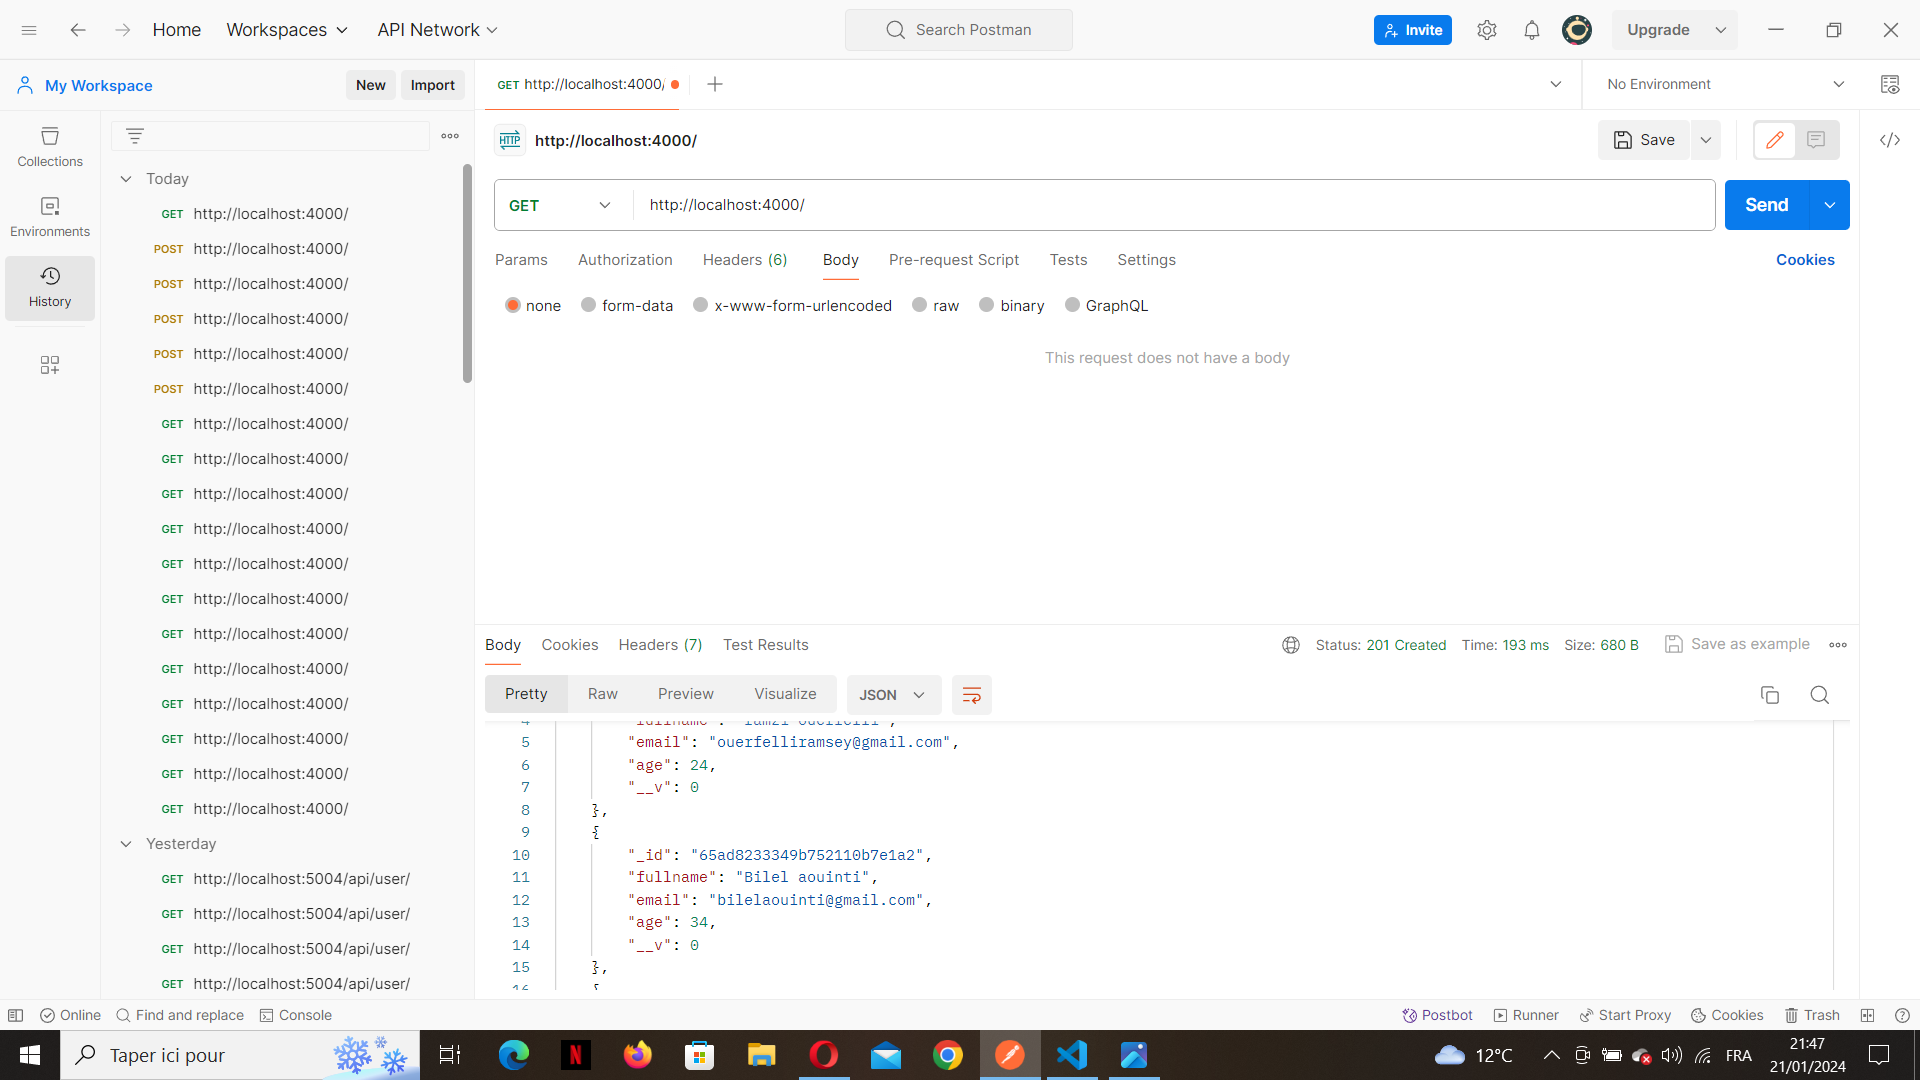 Home
Workspaces
API Network
Search Postman
Invite
Upgrade
My Workspace
New
Import
GET http://localhost:4000/
No Environment
Collections
Environments
History
HTTP http://localhost:4000/
Save
GET
http://localhost:4000/
Send
Params
Authorization
Headers (6)
Body
Pre-request Script
Tests
Settings
Cookies
none
form-data
x-www-form-urlencoded
raw
binary
GraphQL
This request does not have a body
Today
GET http://localhost:4000/
POST http://localhost:4000/
POST http://localhost:4000/
POST http://localhost:4000/
POST http://localhost:4000/
POST http://localhost:4000/
GET http://localhost:4000/
GET http://localhost:4000/
GET http://localhost:4000/
GET http://localhost:4000/
GET http://localhost:4000/
GET http://localhost:4000/
GET http://localhost:4000/
GET http://localhost:4000/
GET http://localhost:4000/
GET http://localhost:4000/
GET http://localhost:4000/
GET http://localhost:4000/
Yesterday
GET http://localhost:5004/api/user/
GET http://localhost:5004/api/user/
GET http://localhost:5004/api/user/
GET http://localhost:5004/api/user/
Body
Cookies
Headers (7)
Test Results
Status: 201 Created
Time: 193 ms
Size: 680 B
Save as example
Pretty
Raw
Preview
Visualize
JSON
5 "email": "ouerfelliramsey@gmail.com",
6 "age": 24,
7 "__v": 0
8 },
9 {
10 "_id": "65ad8233349b752110b7e1a2",
11 "fullname": "Bilel aouinti",
12 "email": "bilelaouinti@gmail.com",
13 "age": 34,
14 "__v": 0
15 },
16 {
Online
Find and replace
Console
Postbot
Runner
Start Proxy
Cookies
Trash
Taper ici pour
12°C
FRA
21:47
21/01/2024